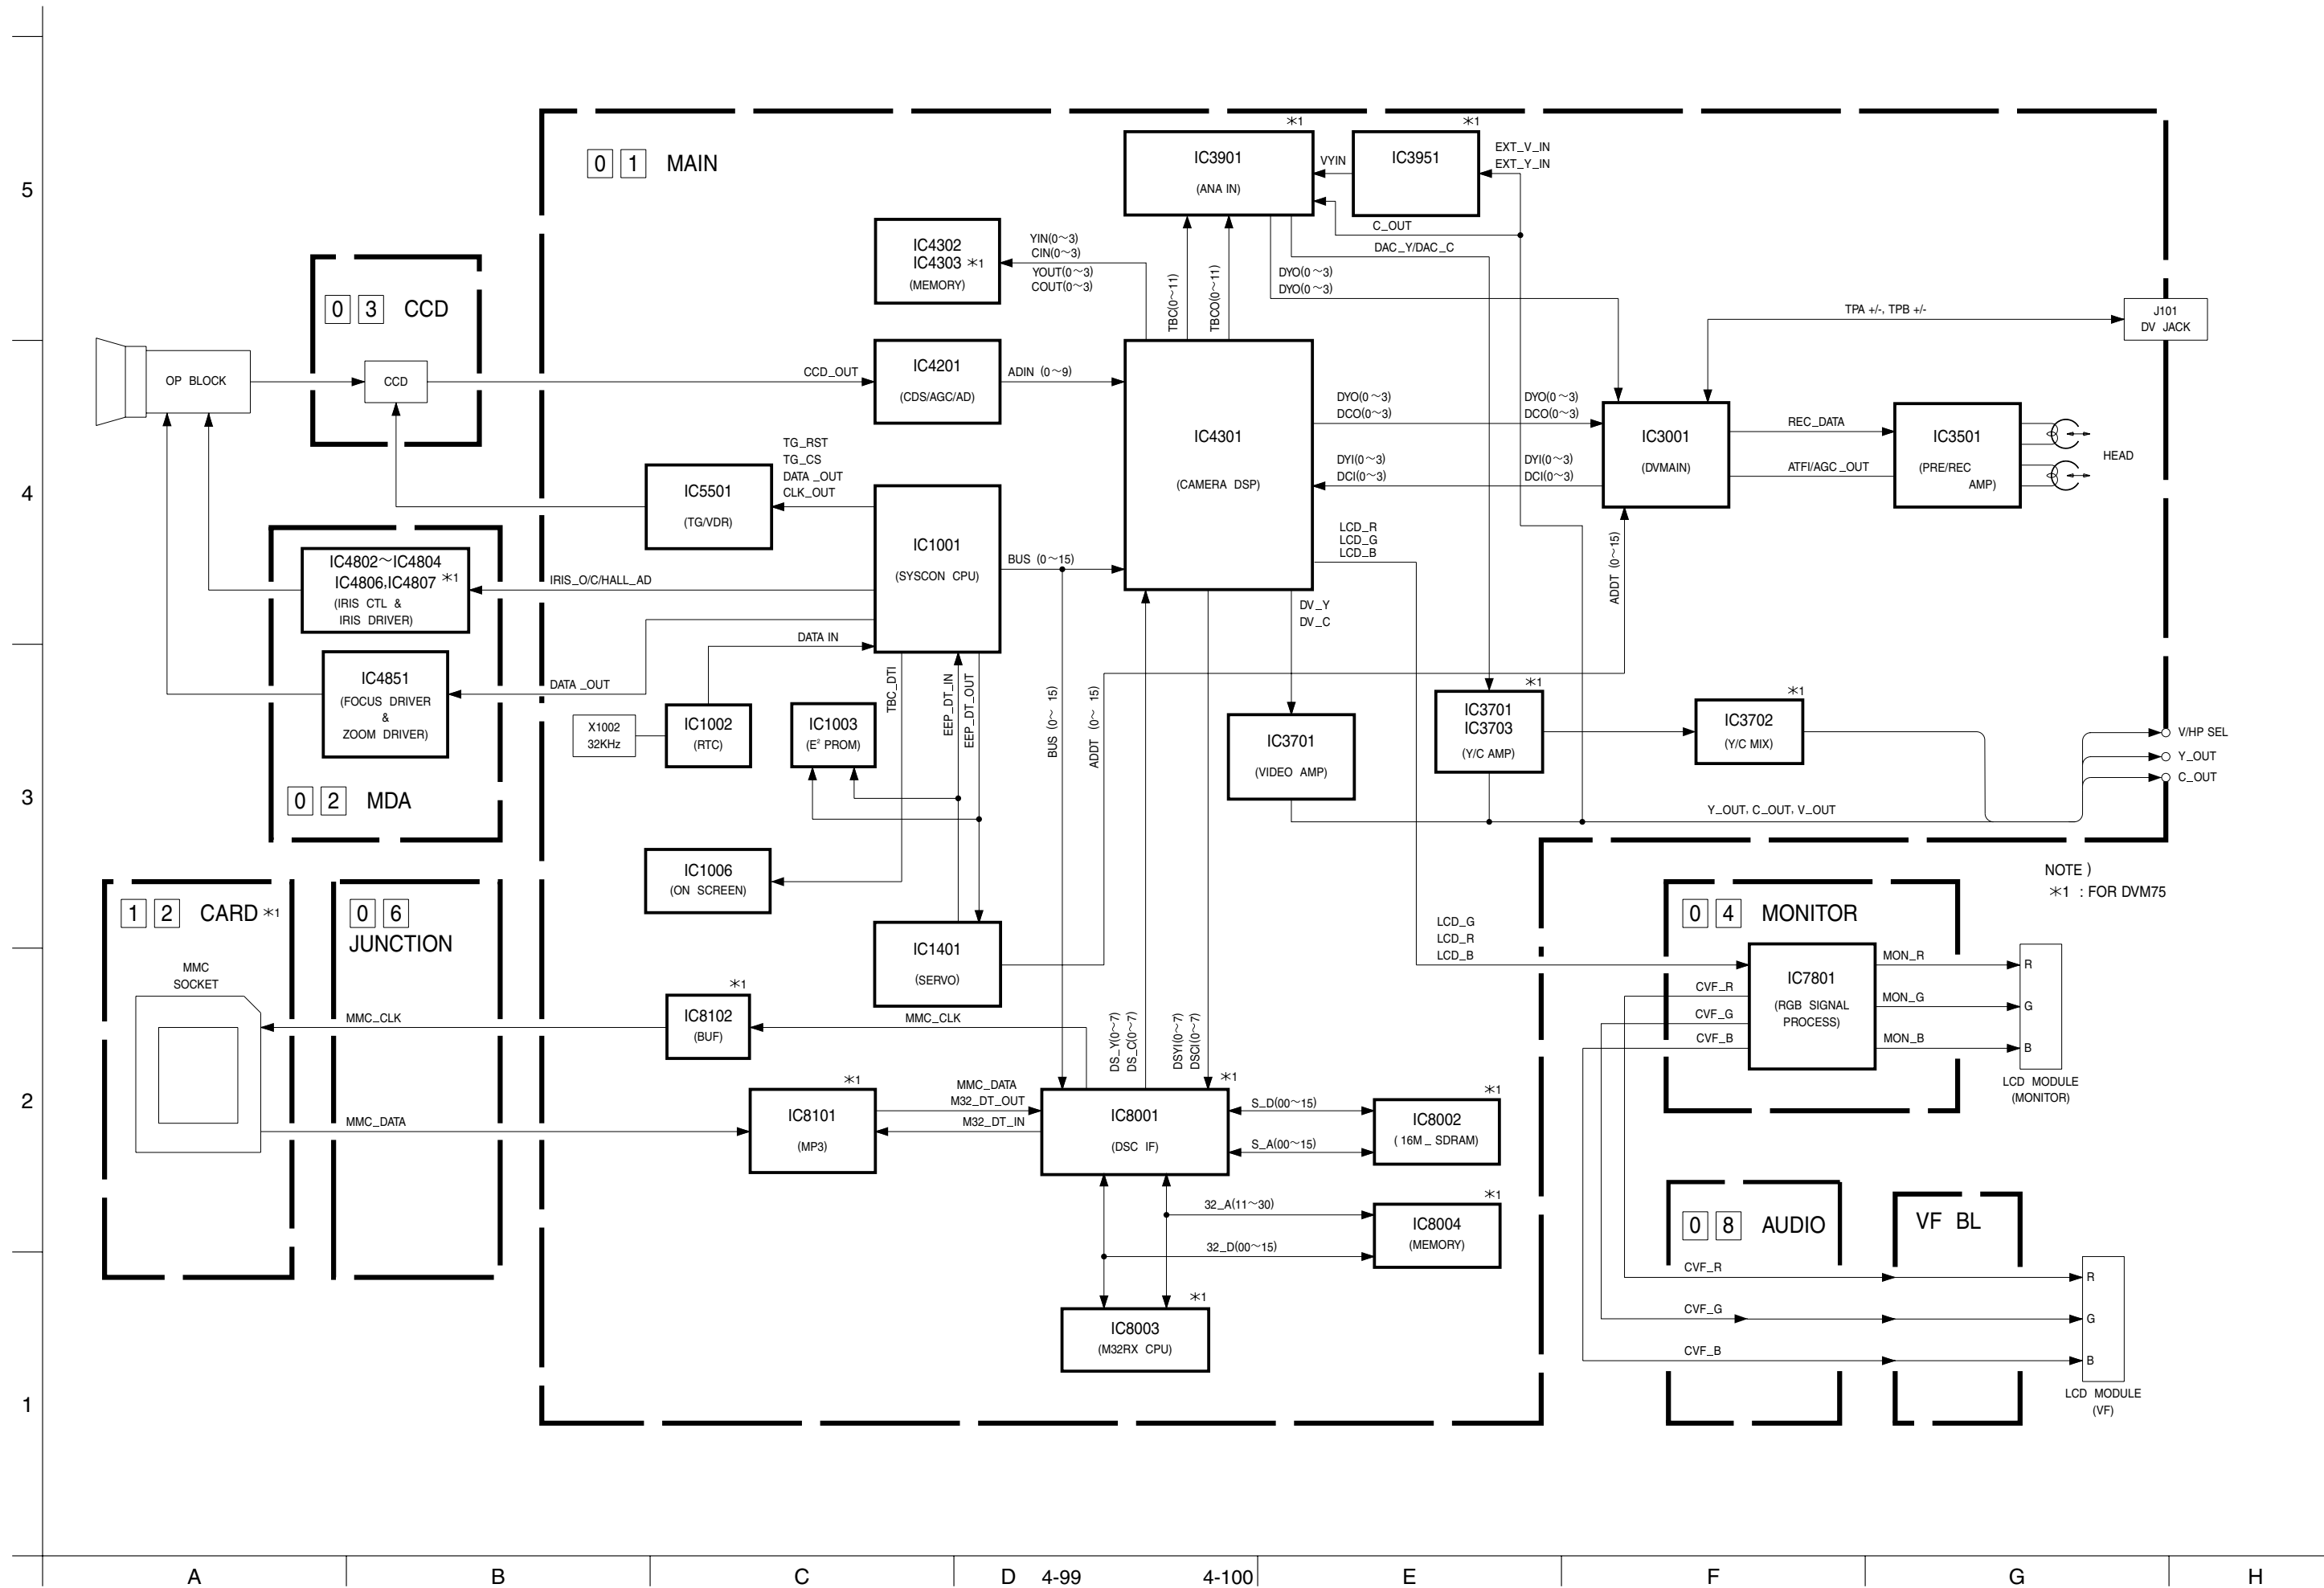 5
4
3
2
1
A
B
C
D
4-99
4-100
E
F
G
H
0 1 MAIN
IC3901
(ANA IN)
∗1
VYIN
IC3951
∗1
EXT_V_IN
EXT_Y_IN
C_OUT
DAC_Y/DAC_C
IC4302
IC4303 ∗1
(MEMORY)
YIN(0~3)
CIN(0~3)
YOUT(0~3)
COUT(0~3)
TBC(0~11)
TBCO(0~11)
DYO(0~3)
DYO(0~3)
TPA +/-, TPB +/-
J101
DV JACK
0 3 CCD
OP BLOCK
CCD
CCD_OUT
IC4201
(CDS/AGC/AD)
ADIN (0~9)
IC4301
(CAMERA DSP)
DYO(0~3)
DCO(0~3)
DYO(0~3)
DCO(0~3)
DYI(0~3)
DCI(0~3)
DYI(0~3)
DCI(0~3)
IC3001
(DVMAIN)
REC_DATA
ATFI/AGC_OUT
IC3501
(PRE/REC
AMP)
HEAD
TG_RST
TG_CS
DATA _OUT
CLK_OUT
IC5501
(TG/VDR)
IC1001
(SYSCON CPU)
BUS (0~15)
LCD_R
LCD_G
LCD_B
ADDT (0~15)
IC4802~IC4804
IC4806,IC4807 ∗1
(IRIS CTL &
IRIS DRIVER)
IRIS_O/C/HALL_AD
DV_Y
DV_C
DATA IN
IC4851
(FOCUS DRIVER
&
ZOOM DRIVER)
DATA _OUT
0 2 MDA
X1002
32KHz
IC1002
(RTC)
IC1003
(E² PROM)
TBC_DTI
EEP_DT_IN
EEP_DT_OUT
BUS (0~ 15)
ADDT (0~ 15)
IC3701
(VIDEO AMP)
∗1
IC3701
IC3703
(Y/C AMP)
∗1
IC3702
(Y/C MIX)
V/HP SEL
Y_OUT
C_OUT
Y_OUT, C_OUT, V_OUT
IC1006
(ON SCREEN)
NOTE )
∗1 : FOR DVM75
1 2 CARD ∗1
0 6
JUNCTION
MMC
SOCKET
IC1401
(SERVO)
LCD_G
LCD_R
LCD_B
0 4 MONITOR
IC7801
(RGB SIGNAL
PROCESS)
CVF_R
CVF_G
CVF_B
MON_R
MON_G
MON_B
R
G
B
LCD MODULE
(MONITOR)
MMC_CLK
∗1
IC8102
(BUF)
MMC_CLK
DS_Y(0~7)
DS_C(0~7)
DSYI(0~7)
DSCI(0~7)
MMC_DATA
∗1
IC8101
(MP3)
MMC_DATA
M32_DT_OUT
M32_DT_IN
∗1
IC8001
(DSC IF)
S_D(00~15)
S_A(00~15)
∗1
IC8002
( 16M _ SDRAM)
32_A(11~30)
32_D(00~15)
∗1
IC8004
(MEMORY)
∗1
IC8003
(M32RX CPU)
0 8 AUDIO
VF BL
CVF_R
CVF_G
CVF_B
R
G
B
LCD MODULE
(VF)